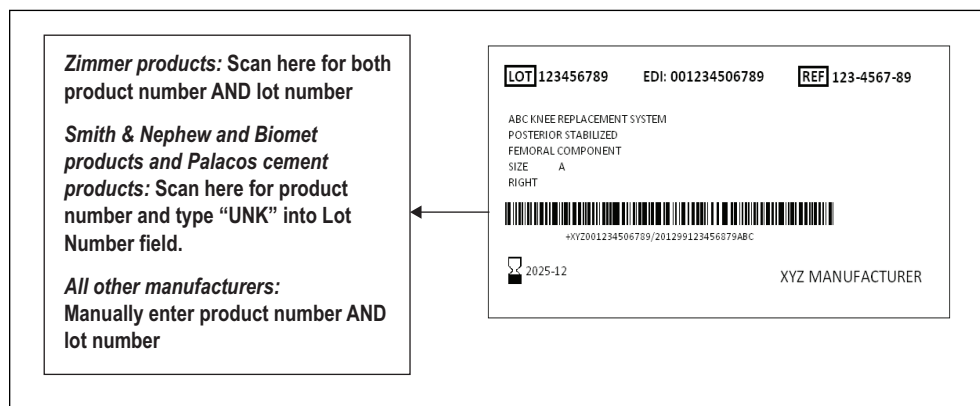 Zimmer products: Scan here for both
product number AND lot number
Smith & Nephew and Biomet
products and Palacos cement
products: Scan here for product
number and type “UNK” into Lot
Number field.
All other manufacturers:
Manually enter product number AND
lot number
LOT 123456789 EDI: 001234506789 REF 123-4567-89
ABC KNEE REPLACEMENT SYSTEM
POSTERIOR STABILIZED
FEMORAL COMPONENT
SIZE A
RIGHT
+XYZ001234506789/201299123456879ABC
2025-12
XYZ MANUFACTURER